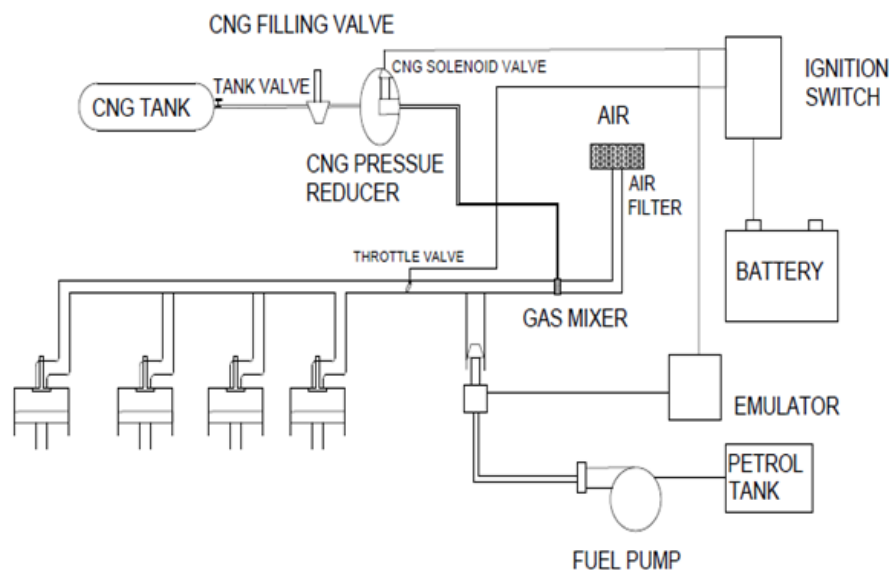 CNG FILLING VALVE
CNG SOLENOID VALVE
IGNITION
SWITCH
TANK VALVE
CNG TANK
AIR
CNG PRESSUE
REDUCER
AIR
FILTER
THROTTLE VALVE
BATTERY
GAS MIXER
EMULATOR
PETROL
TANK
FUEL PUMP